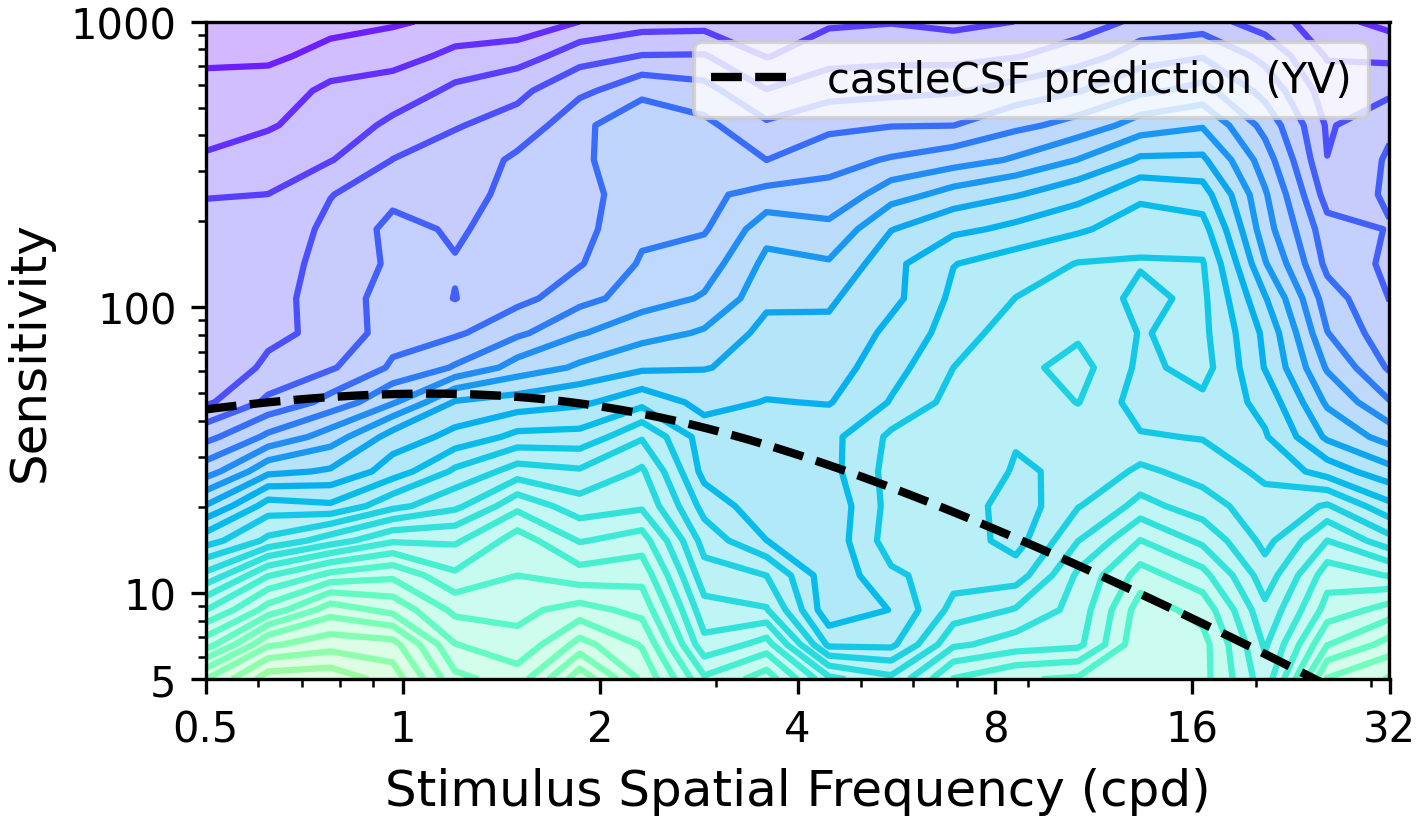 1000
100
10
5
Sensitivity
castleCSF prediction (YV)
0.5 1 2 4 8 16 32
Stimulus Spatial Frequency (cpd)